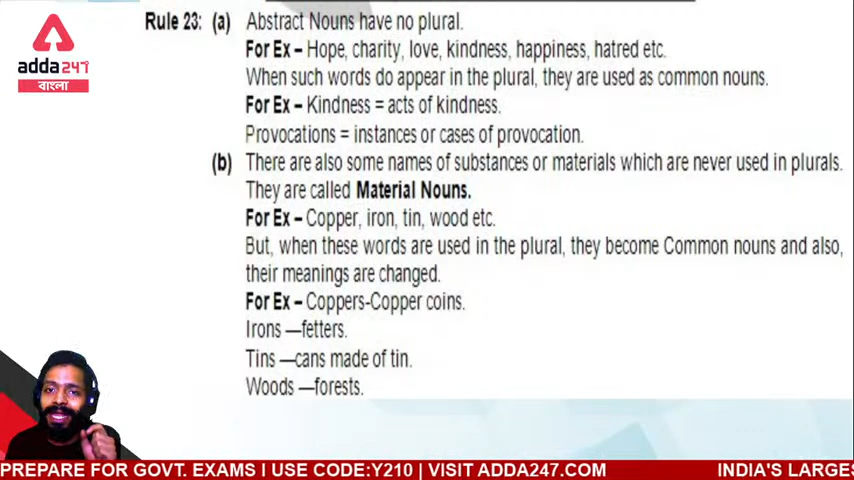 Rule 23: (a) Abstract Nouns have no plural.
For Ex – Hope, charity, love, kindness, happiness, hatred etc.
When such words do appear in the plural, they are used as common nouns.
For Ex – Kindness = acts of kindness.
Provocations = instances or cases of provocation.
(b) There are also some names of substances or materials which are never used in plurals.
They are called Material Nouns.
For Ex – Copper, iron, tin, wood etc.
But, when these words are used in the plural, they become Common nouns and also,
their meanings are changed.
For Ex – Coppers-Copper coins.
Irons —fetters.
Tins —cans made of tin.
Woods —forests.
adda247
বাংলা
PREPARE FOR GOVT. EXAMS I USE CODE:Y210 | VISIT ADDA247.COM INDIA'S LARGES